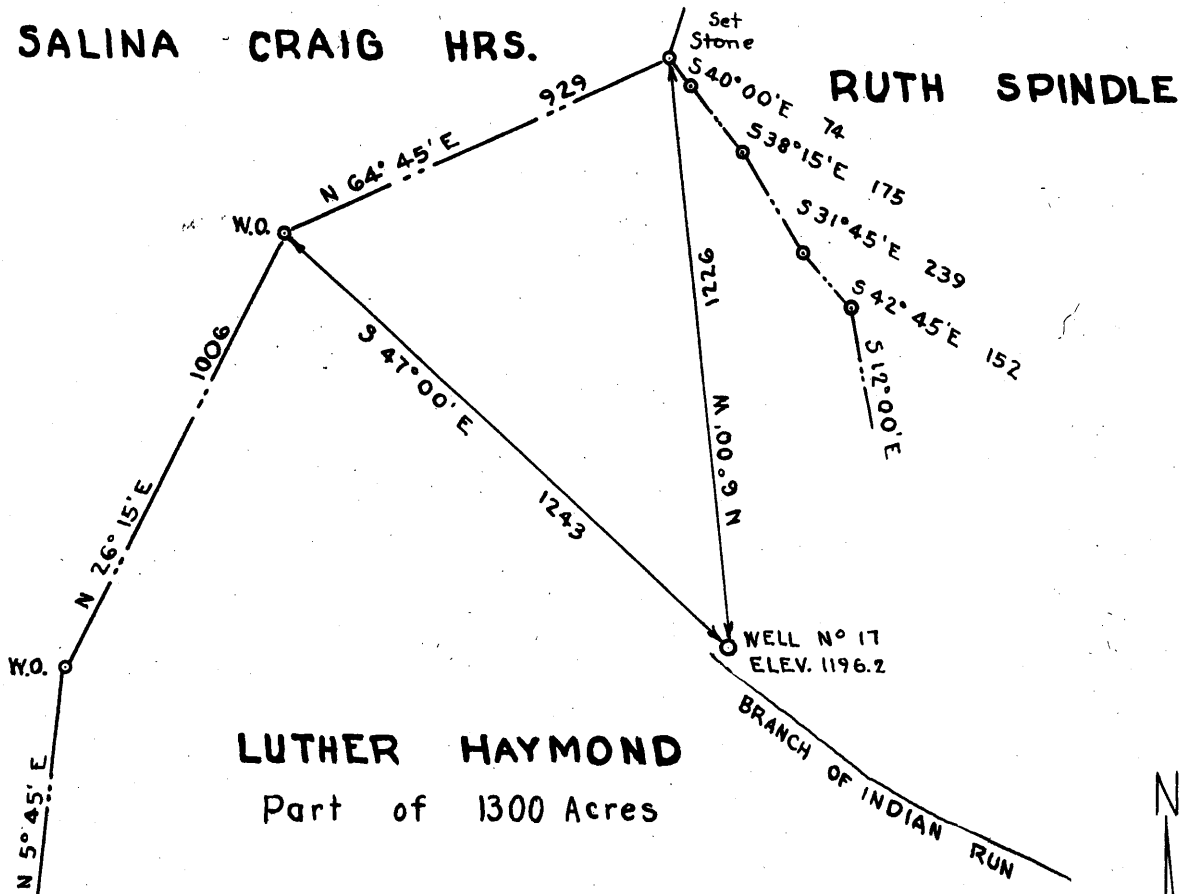 SALINA CRAIG HRS.
Set
Stone
RUTH SPINDLE
S 40°00'E 74
S 38°15'E 175
S 31°45'E 239
S 42°45'E 152
S 12°00'E
N 64°45'E 929
W.O.
N 26°15'E 1006
S 47°00'E 1243
N 6°00'W 1226
W.O.
N 5°45'E
WELL Nº 17
ELEV. 1196.2
BRANCH OF INDIAN RUN
LUTHER HAYMOND
Part of 1300 Acres
N